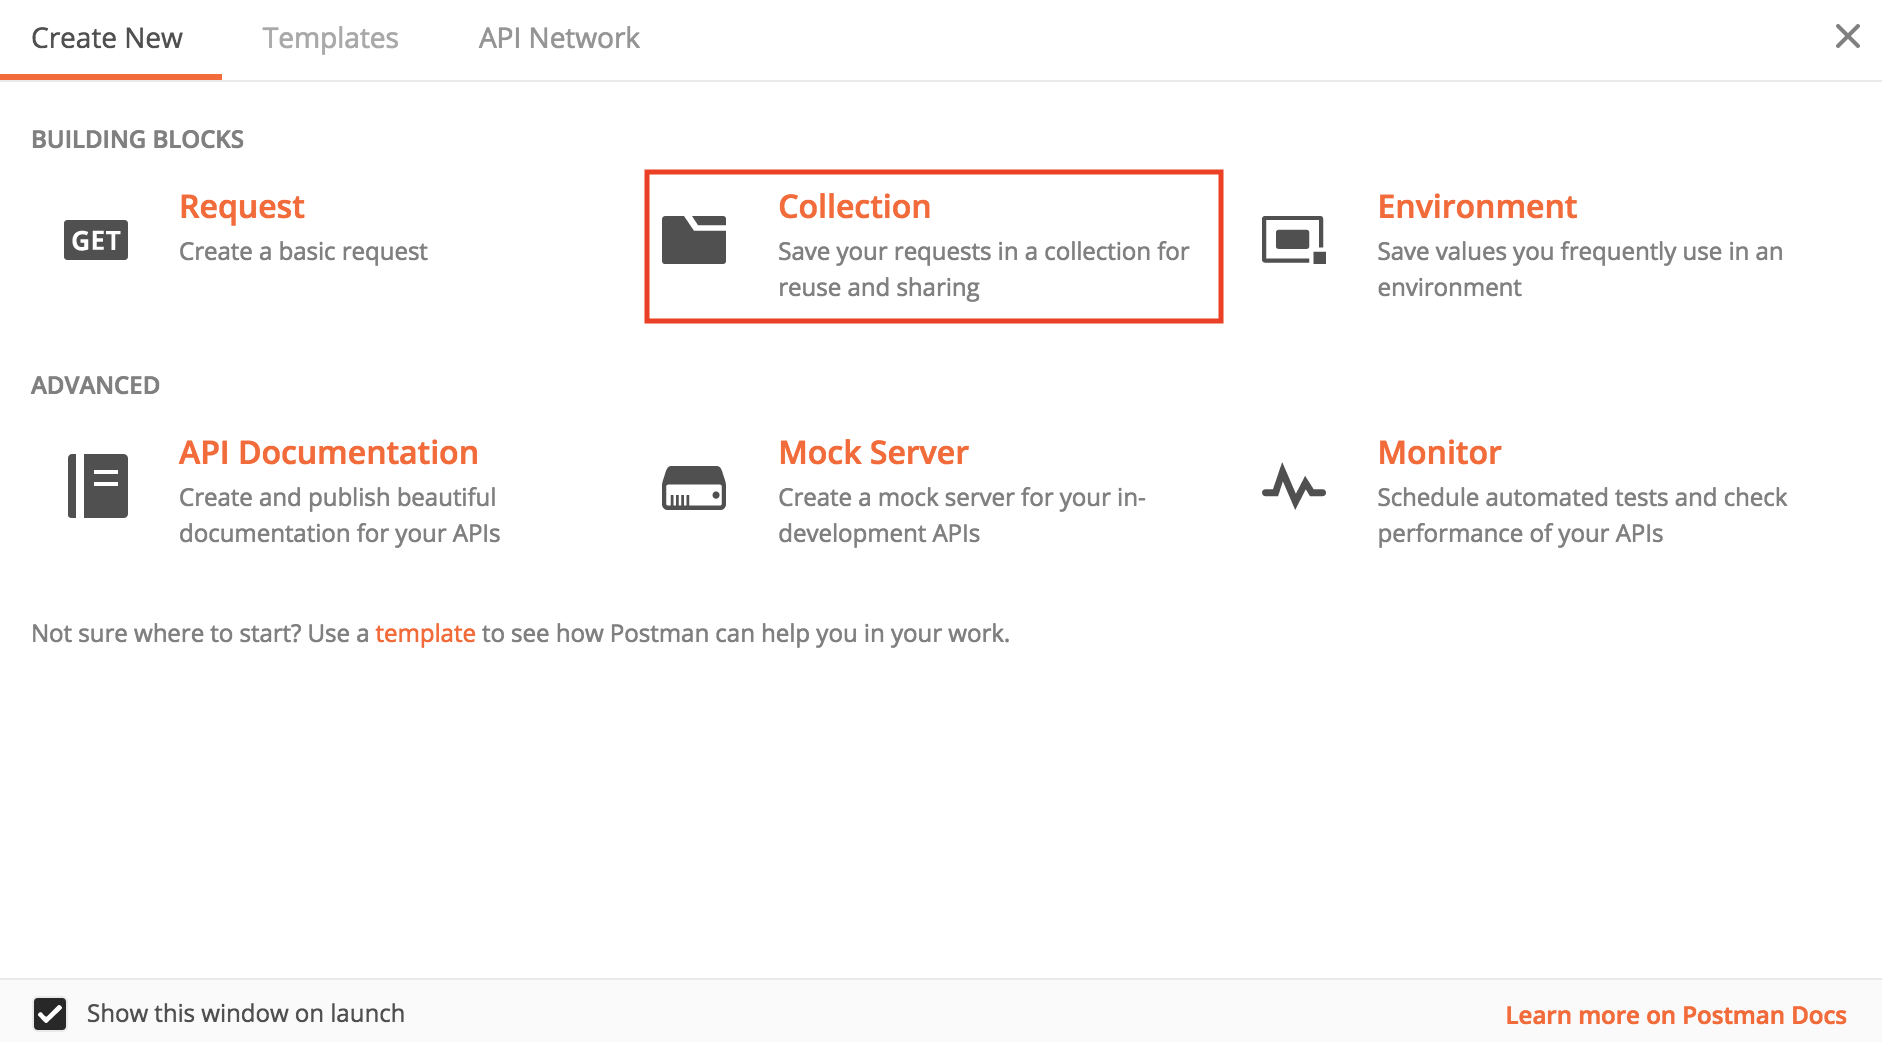 Create New
Templates
API Network
BUILDING BLOCKS
GET
Request
Create a basic request
Collection
Save your requests in a collection for
reuse and sharing
Environment
Save values you frequently use in an
environment
ADVANCED
API Documentation
Create and publish beautiful
documentation for your APIs
Mock Server
Create a mock server for your in-
development APIs
Monitor
Schedule automated tests and check
performance of your APIs
Not sure where to start? Use a template to see how Postman can help you in your work.
Show this window on launch
Learn more on Postman Docs